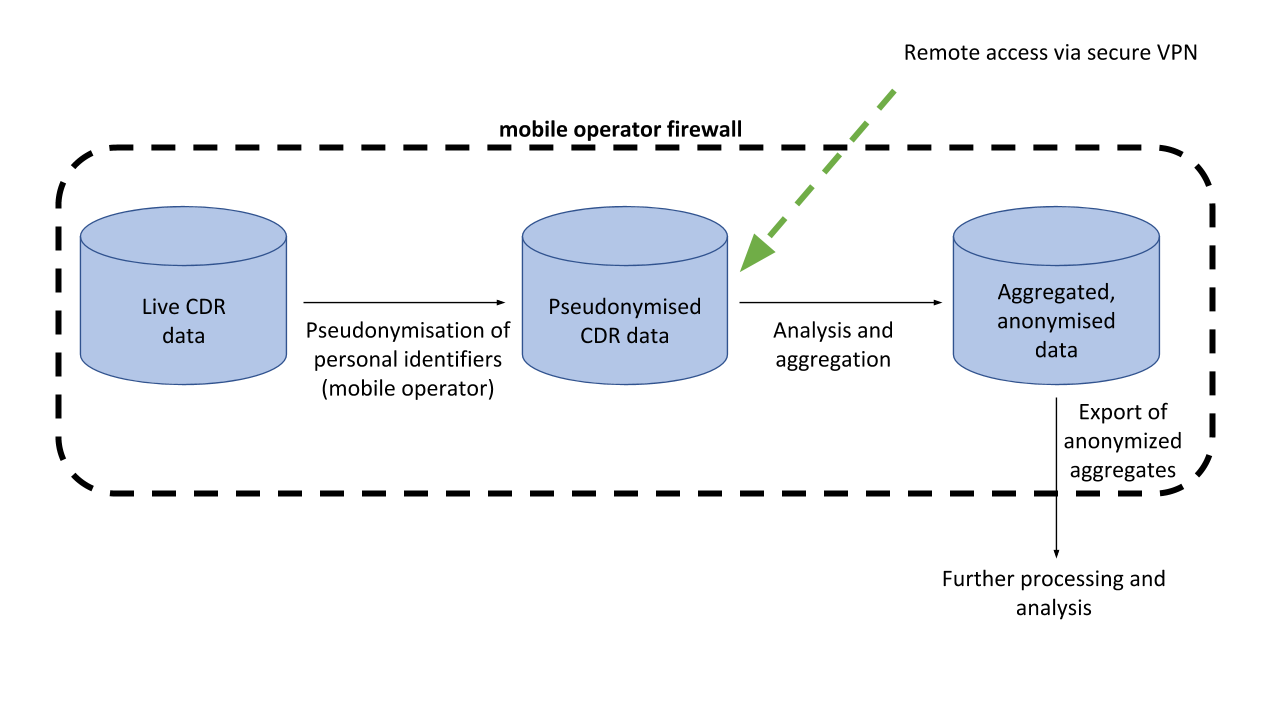 Remote access via secure VPN
mobile operator firewall
Live CDR
data
Pseudonymisation of
personal identifiers
(mobile operator)
Pseudonymised
CDR data
Analysis and
aggregation
Aggregated,
anonymised
data
Export of
anonymized
aggregates
Further processing and
analysis